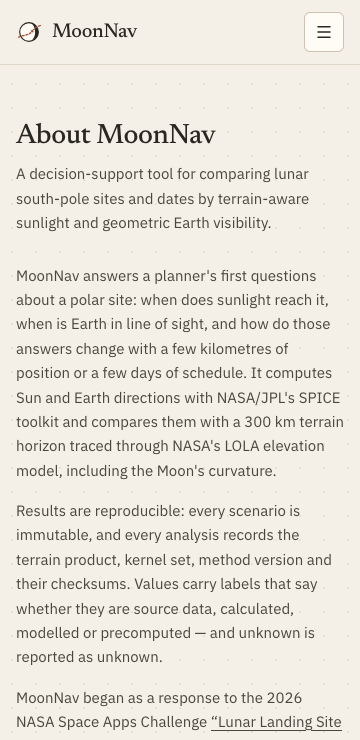 MoonNav
About MoonNav
A decision-support tool for comparing lunar
south-pole sites and dates by terrain-aware
sunlight and geometric Earth visibility.
MoonNav answers a planner's first questions
about a polar site: when does sunlight reach it,
when is Earth in line of sight, and how do those
answers change with a few kilometres of
position or a few days of schedule. It computes
Sun and Earth directions with NASA/JPL's SPICE
toolkit and compares them with a 300 km terrain
horizon traced through NASA's LOLA elevation
model, including the Moon's curvature.
Results are reproducible: every scenario is
immutable, and every analysis records the
terrain product, kernel set, method version and
their checksums. Values carry labels that say
whether they are source data, calculated,
modelled or precomputed — and unknown is
reported as unknown.
MoonNav began as a response to the 2026
NASA Space Apps Challenge “Lunar Landing Site